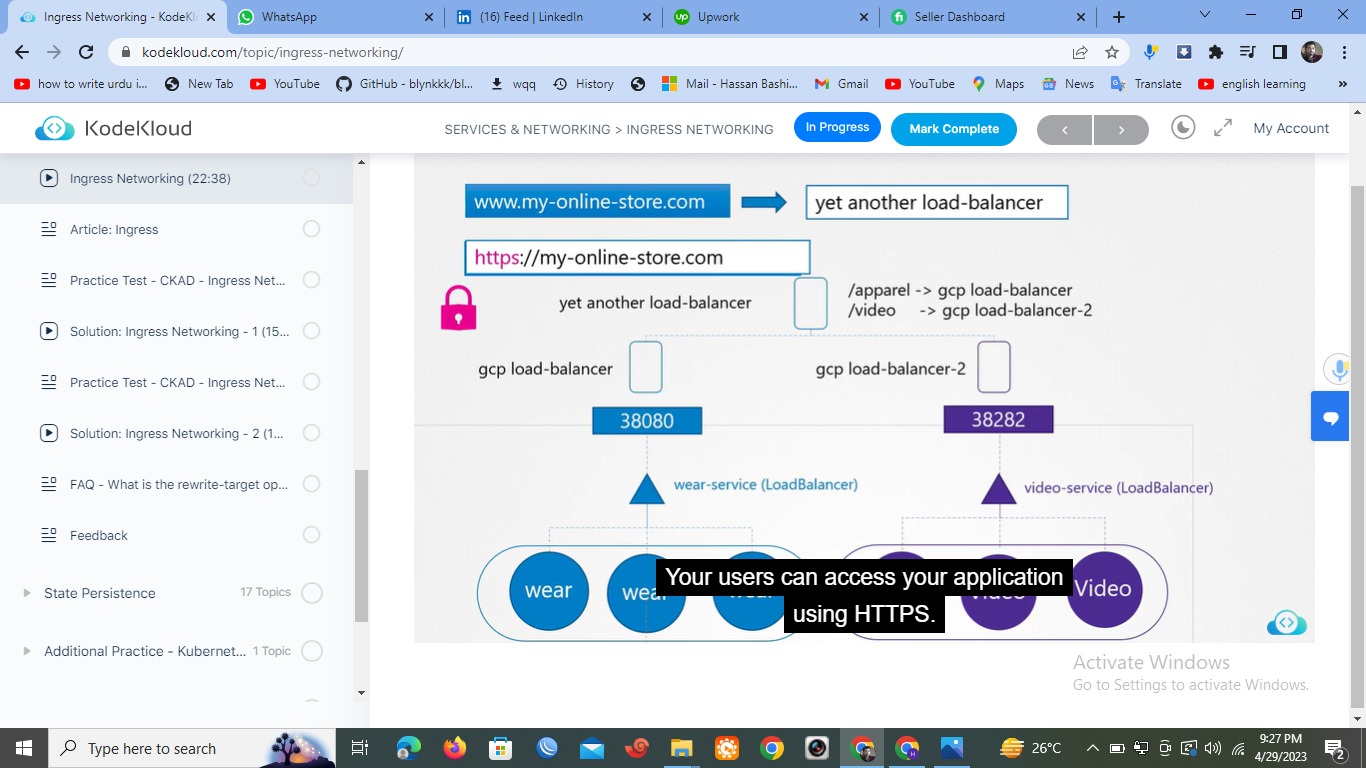 Ingress Networking - KodeKl
WhatsApp
(16) Feed | LinkedIn
Upwork
Seller Dashboard
kodekloud.com/topic/ingress-networking/
how to write urdu i...
New Tab
YouTube
GitHub - blynkkk/bl...
wqq
History
Mail - Hassan Bashi...
Gmail
YouTube
Maps
News
Translate
english learning
KodeKloud
SERVICES & NETWORKING > INGRESS NETWORKING
In Progress
Mark Complete
My Account
Ingress Networking (22:38)
Article: Ingress
Practice Test - CKAD - Ingress Net...
Solution: Ingress Networking - 1 (15...
Practice Test - CKAD - Ingress Net...
Solution: Ingress Networking - 2 (1...
FAQ - What is the rewrite-target op...
Feedback
State Persistence 17 Topics
Additional Practice - Kubernet... 1 Topic
www.my-online-store.com
yet another load-balancer
https://my-online-store.com
yet another load-balancer
/apparel -> gcp load-balancer
/video -> gcp load-balancer-2
gcp load-balancer
gcp load-balancer-2
38080
38282
wear-service (LoadBalancer)
video-service (LoadBalancer)
wear
wear
wear
Video
Video
Your users can access your application
using HTTPS.
Activate Windows
Go to Settings to activate Windows.
Type here to search
26°C
9:27 PM
4/29/2023
2